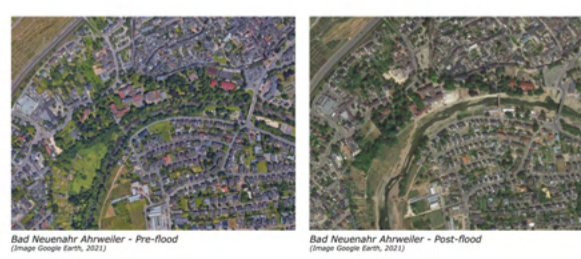 Bad Neuenahr Ahrweiler - Pre-flood
(Image Google Earth, 2021)
Bad Neuenahr Ahrweiler - Post-flood
(Image Google Earth, 2021)